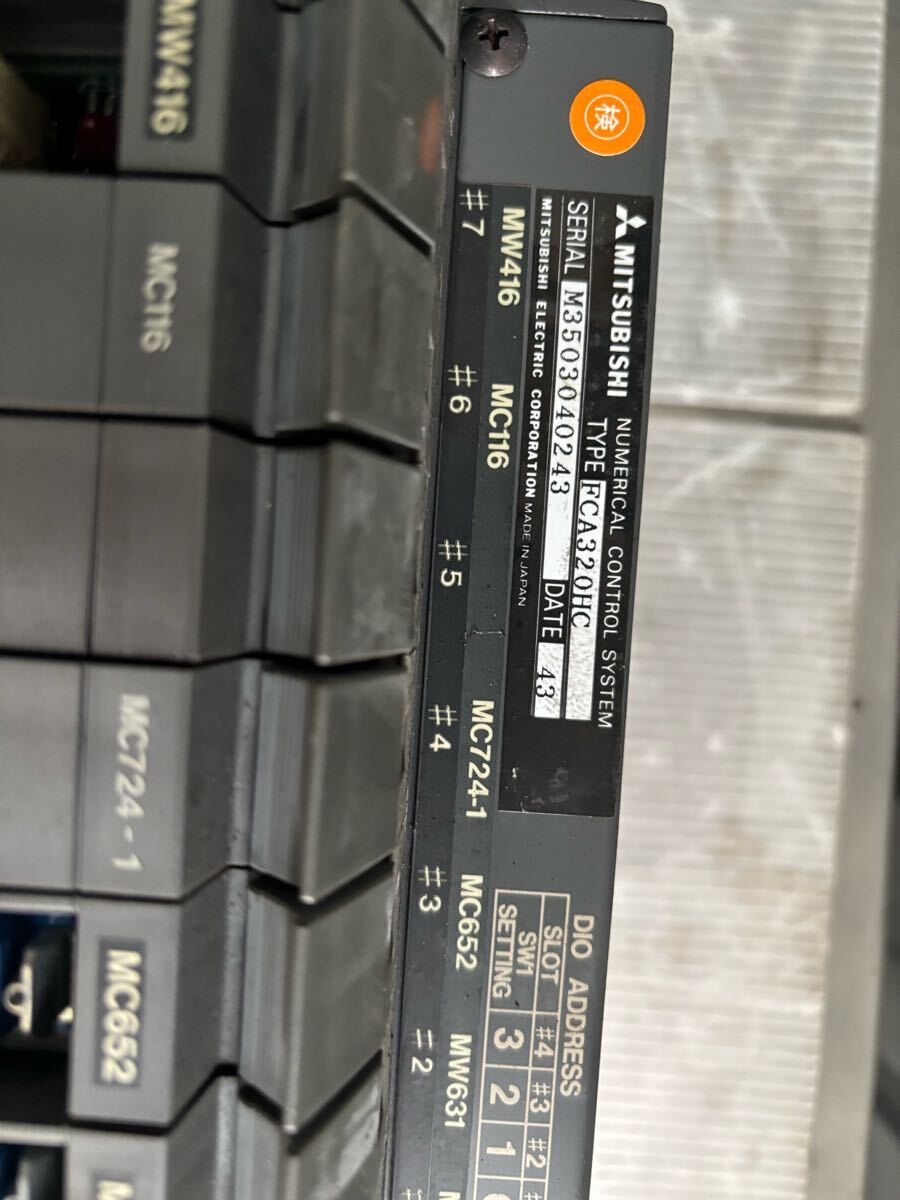 検
MITSUBISHI NUMERICAL CONTROL SYSTEM
TYPE FCA320HC
SERIAL M3503040243 DATE 43
MITSUBISHI ELECTRIC CORPORATION MADE IN JAPAN
MW416 MC116 MC724-1 MC652 MW631
#7 #6 #5 #4 #3 #2
DIO ADDRESS
SLOT #4 #3 #2
SW1 SETTING 3 2 1
MW416
MC116
MC724-1
MC652